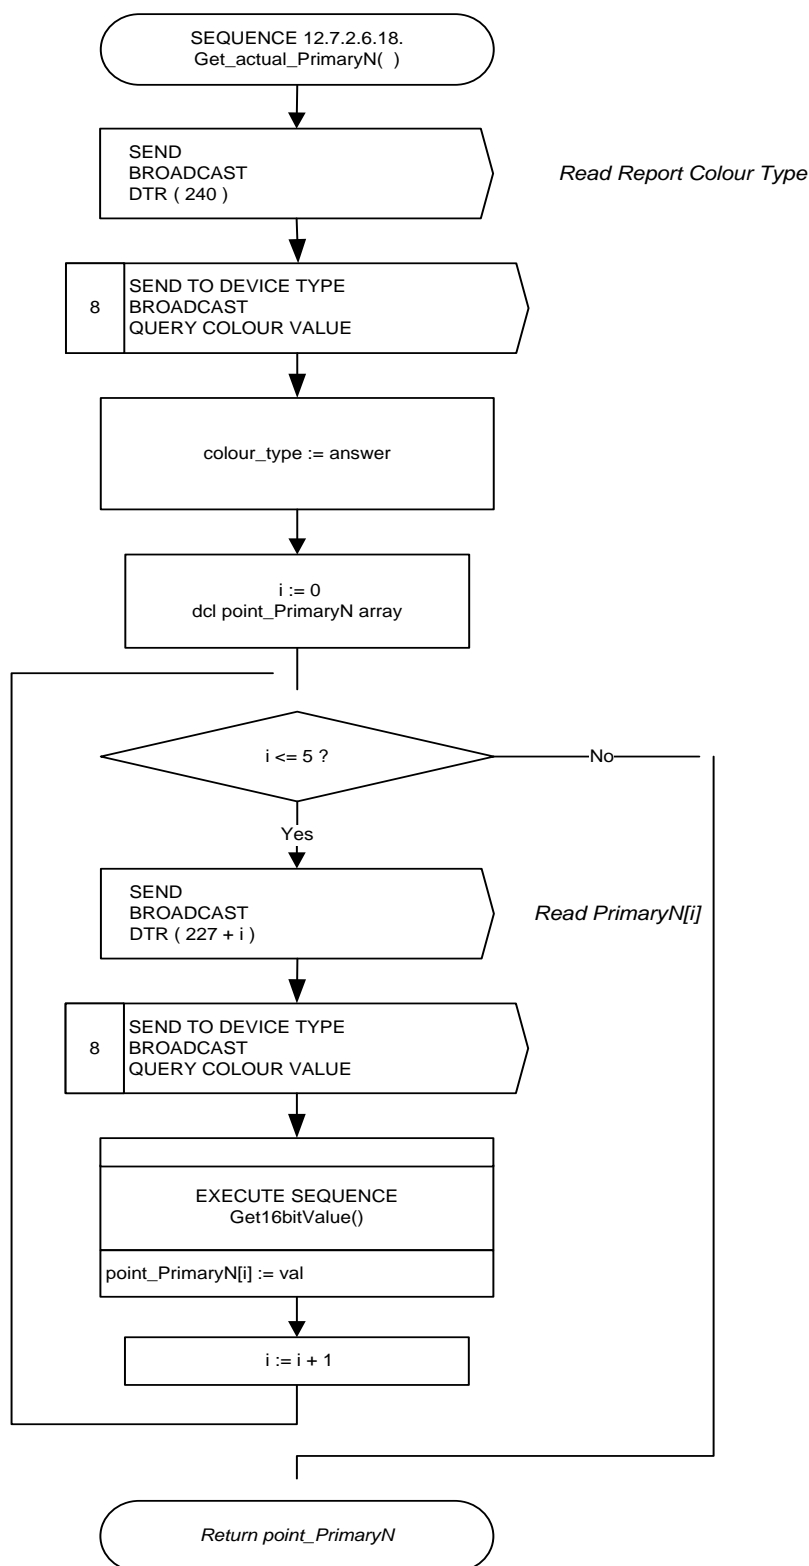 SEQUENCE 12.7.2.6.18.
Get_actual_PrimaryN( )
SEND
BROADCAST
DTR ( 240 )
Read Report Colour Type
8
SEND TO DEVICE TYPE
BROADCAST
QUERY COLOUR VALUE
colour_type := answer
i := 0
dcl point_PrimaryN array
i <= 5 ?
No
Yes
SEND
BROADCAST
DTR ( 227 + i )
Read PrimaryN[i]
8
SEND TO DEVICE TYPE
BROADCAST
QUERY COLOUR VALUE
EXECUTE SEQUENCE
Get16bitValue()
point_PrimaryN[i] := val
i := i + 1
Return point_PrimaryN